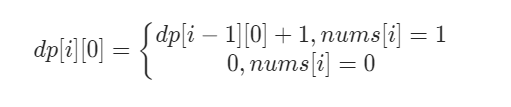 dp[i][0] = { dp[i − 1][0] + 1, nums[i] = 1
0, nums[i] = 0